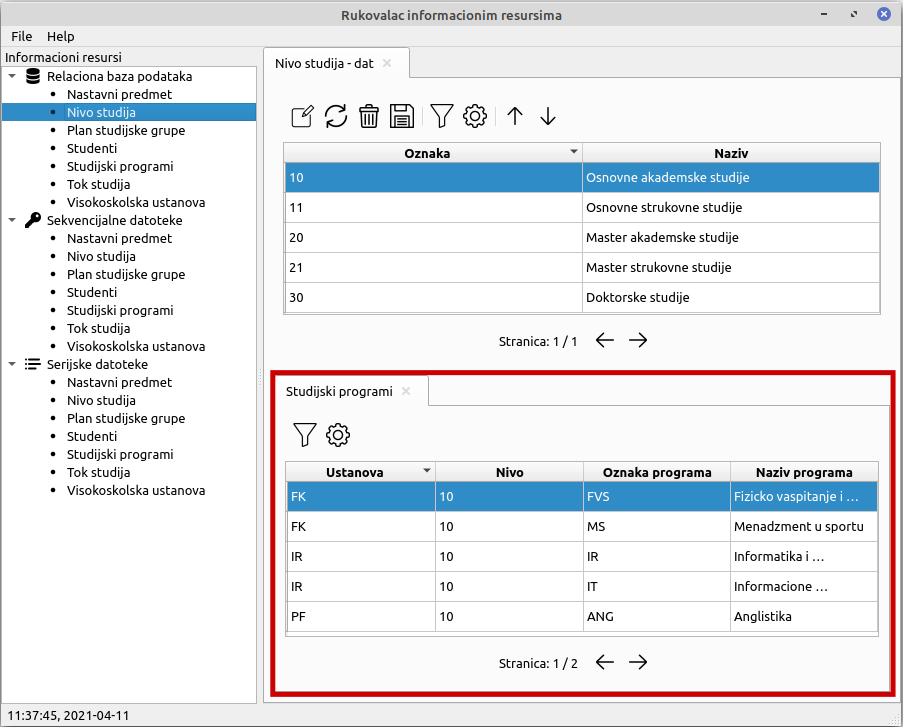 Rukovalac informacionim resursima
File Help
Informacioni resursi
Relaciona baza podataka
Nastavni predmet
Nivo studija
Plan studijske grupe
Studenti
Studijski programi
Tok studija
Visokoskolska ustanova
Sekvencijalne datoteke
Nastavni predmet
Nivo studija
Plan studijske grupe
Studenti
Studijski programi
Tok studija
Visokoskolska ustanova
Serijske datoteke
Nastavni predmet
Nivo studija
Plan studijske grupe
Studenti
Studijski programi
Tok studija
Visokoskolska ustanova
Nivo studija - dat
Oznaka Naziv
10 Osnovne akademske studije
11 Osnovne strukovne studije
20 Master akademske studije
21 Master strukovne studije
30 Doktorske studije
Stranica: 1 / 1
Studijski programi
Ustanova Nivo Oznaka programa Naziv programa
FK 10 FVS Fizicko vaspitanje i ...
FK 10 MS Menadzment u sportu
IR 10 IR Informatika i ...
IR 10 IT Informacione ...
PF 10 ANG Anglistika
Stranica: 1 / 2
11:37:45, 2021-04-11